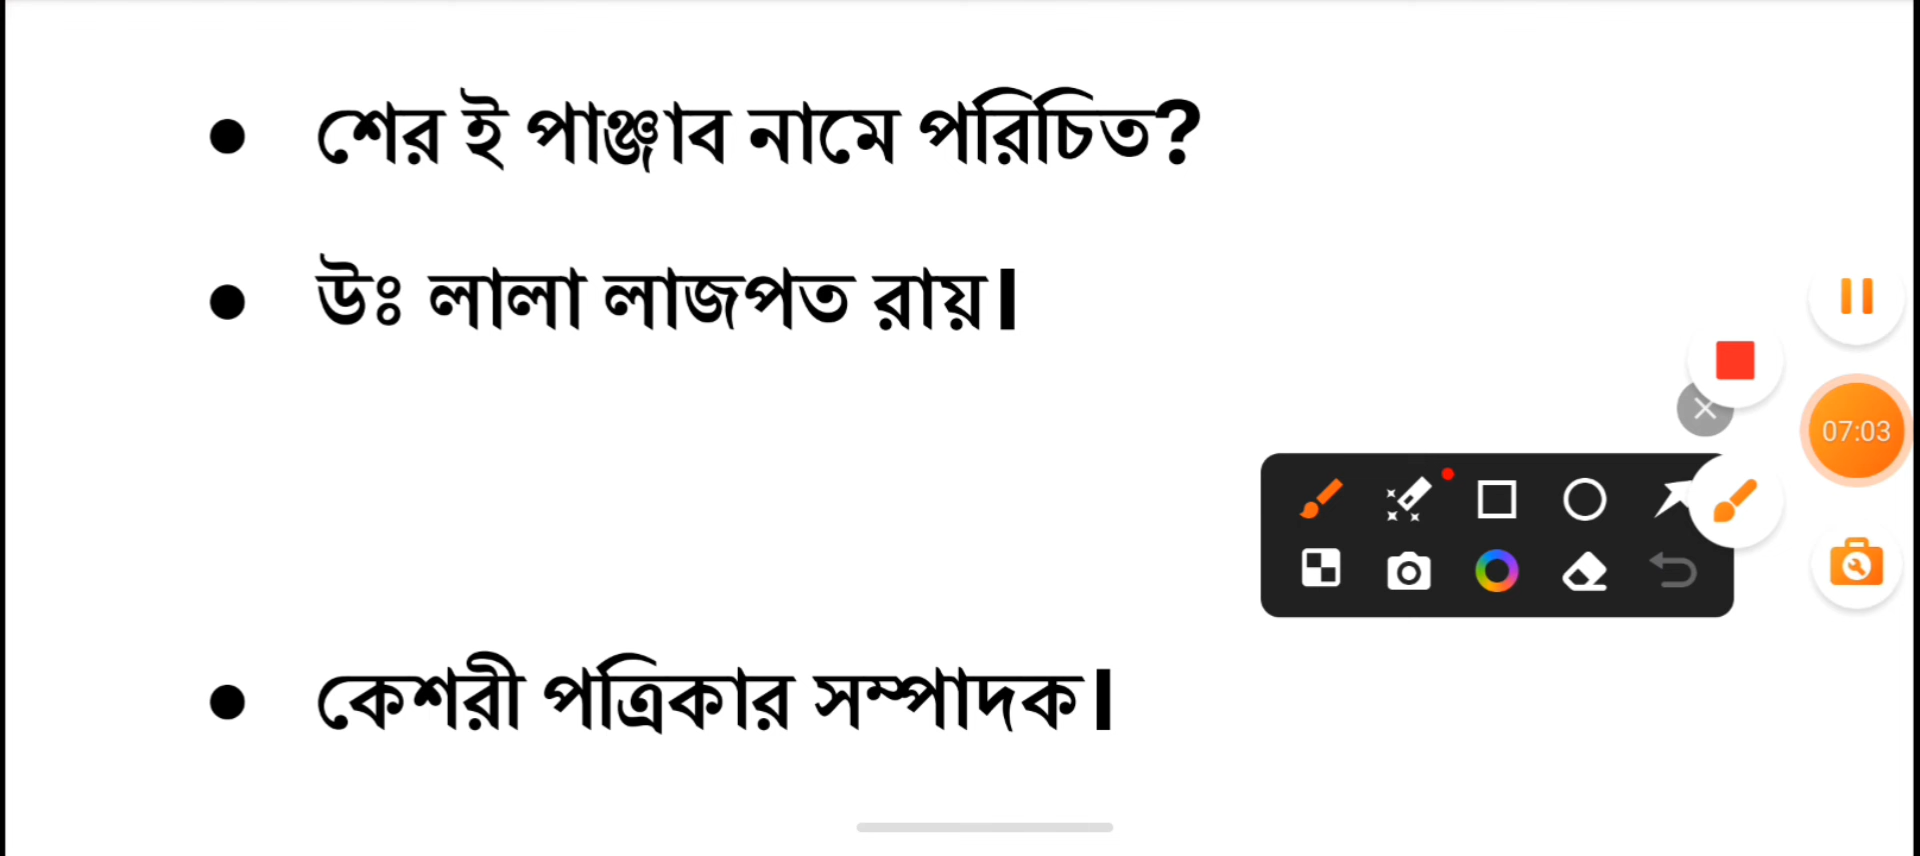 • শের ই পাঞ্জাব নামে পরিচিত?
• উঃ লালা লাজপত রায়।
07:03
• কেশরী পত্রিকার সম্পাদক।